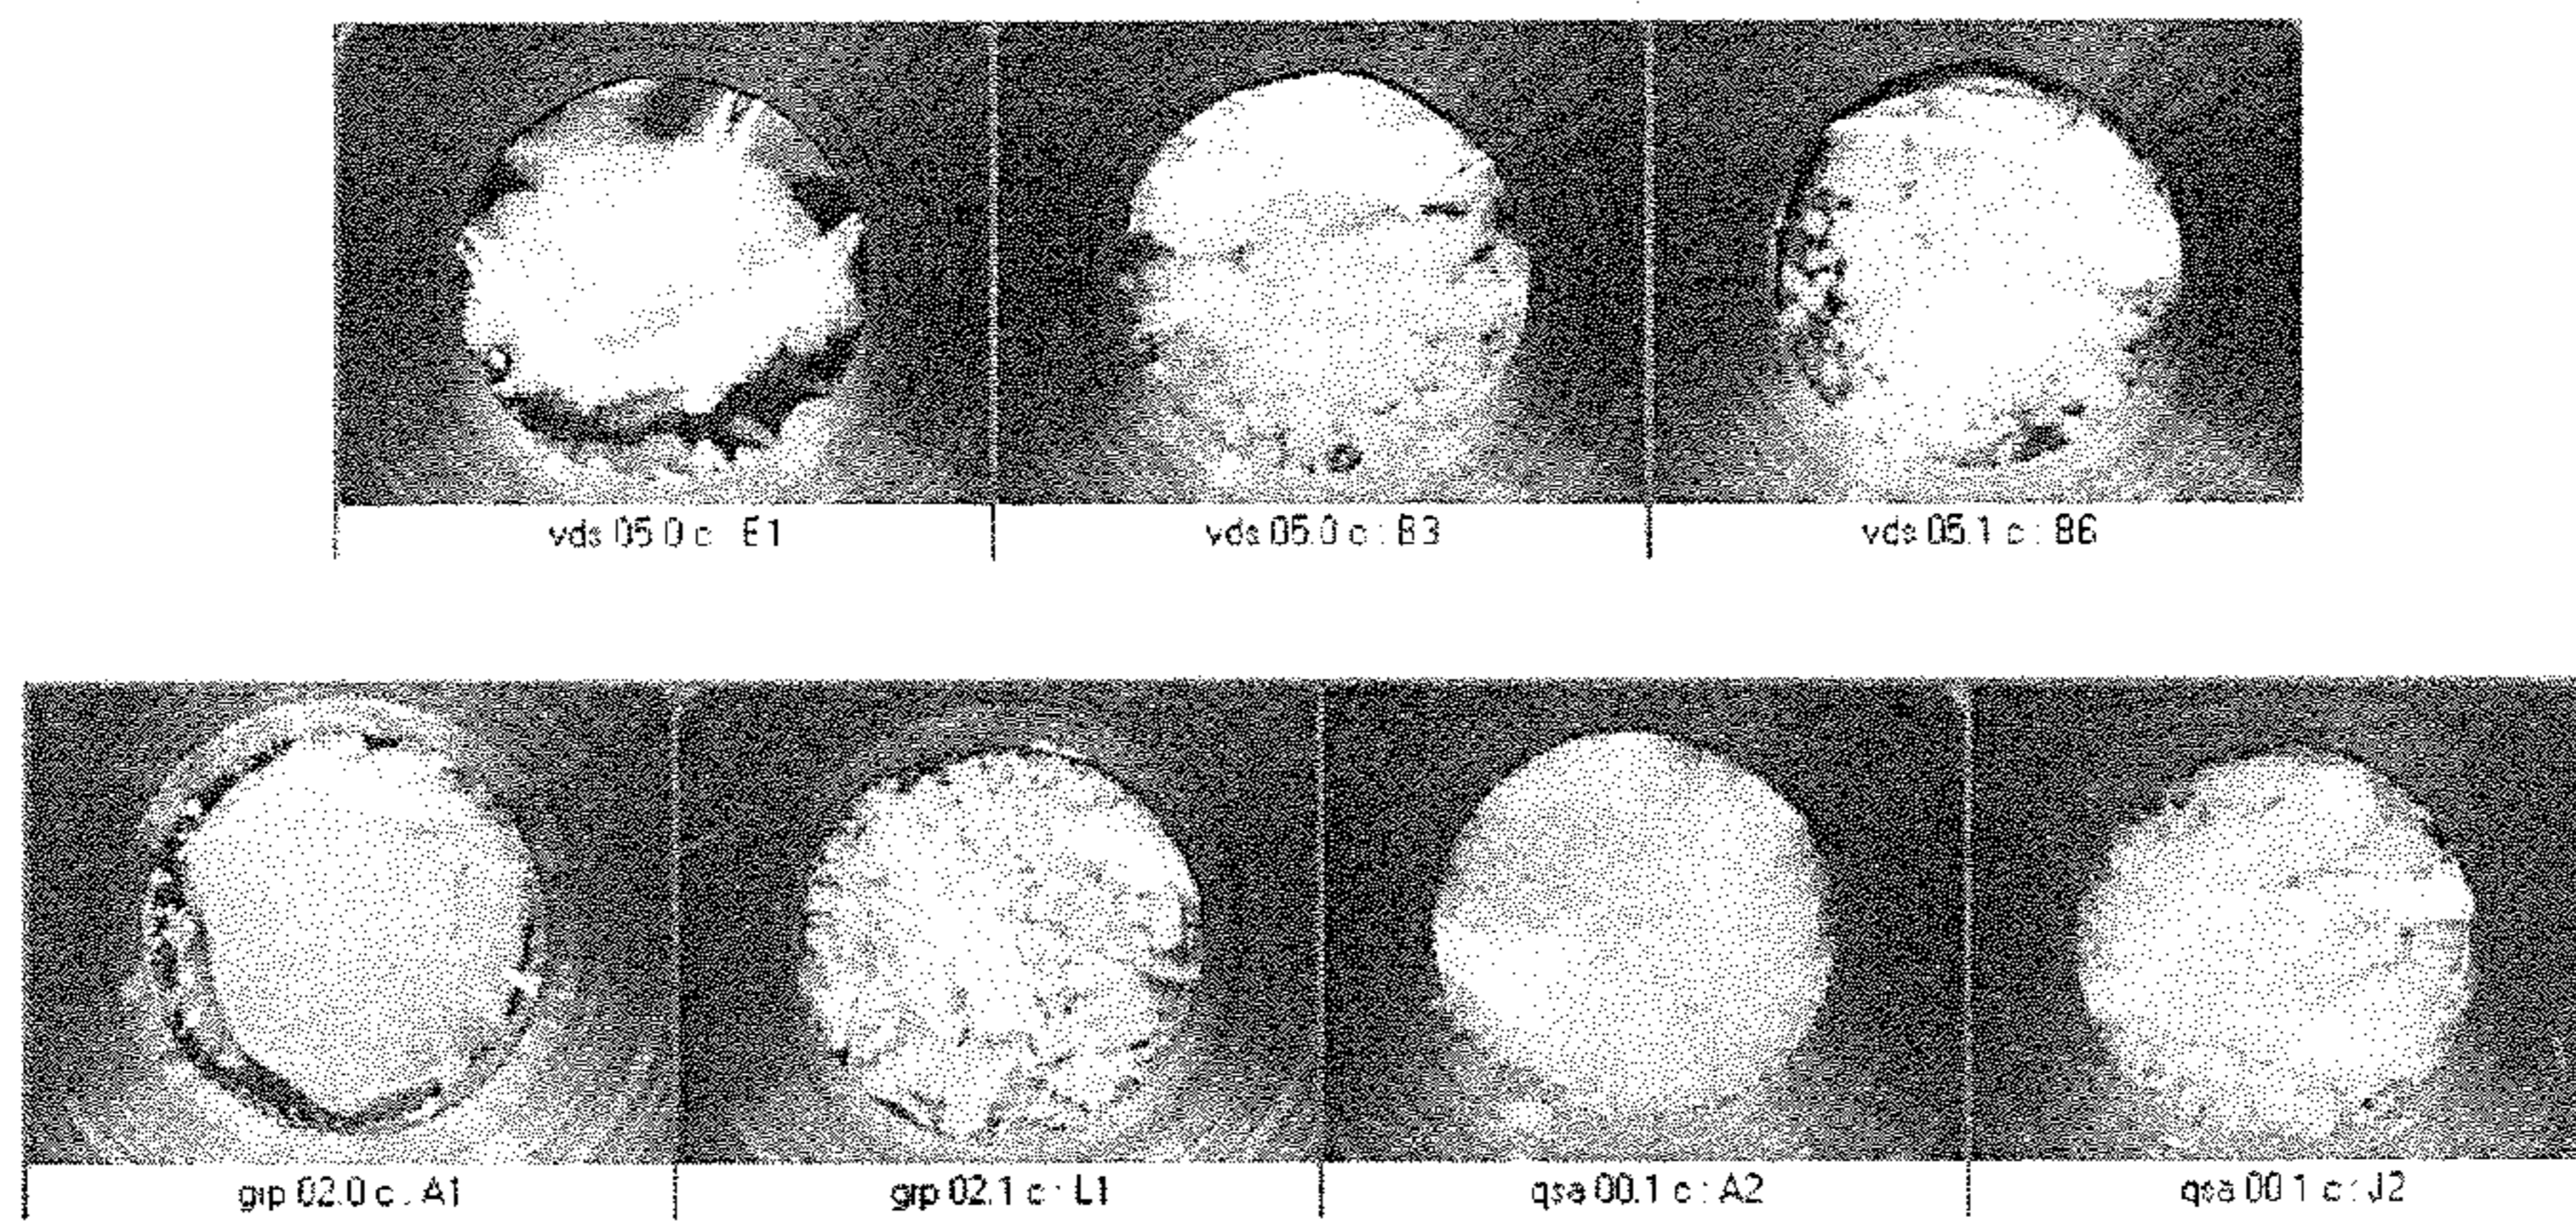 vds 05.0 c : E1
vds 05.0 c : B3
vds 05.1 c : B6
grp 02.0 c : A1
grp 02.1 c : L1
qsa 00.1 c : A2
qsa 00 1 c : J2